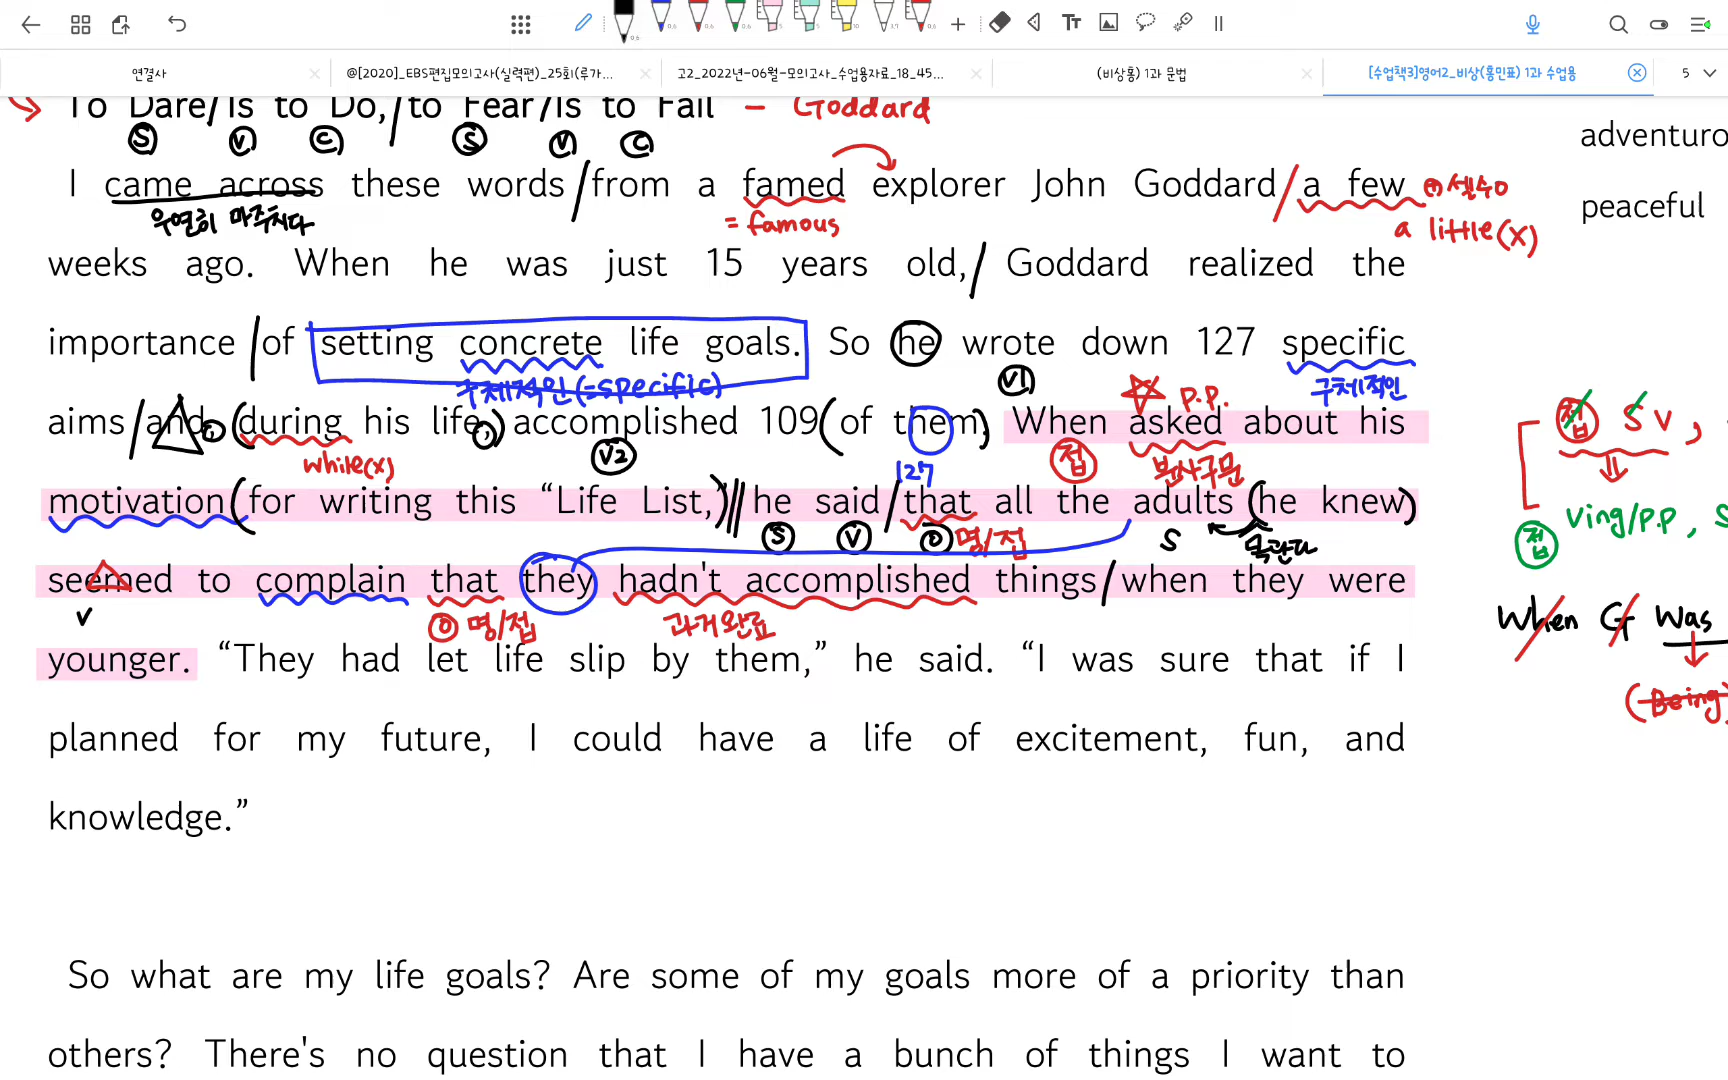 연결사
@[2020]_EBS편집모의고사(실력편)_25회(루가...
고2_2022년-06월-모의고사_수업용자료_18_45...
(비상홍) 1과 문법
[수업책3]영어2_비상(홍민표) 1과 수업용
5
To Dare/Is to Do,/to Fear/Is to Fail - Goddard
S V C S V C
adventuro
I came across these words/from a famed explorer John Goddard/a few ⊕셀수O
우연히 마주치다 = famous a little(x)
peaceful
weeks ago. When he was just 15 years old,/ Goddard realized the
importance/of setting concrete life goals. So he wrote down 127 specific
구체적인(=specific) V1 P.P. 구체적인
aims/and, (during his life,) accomplished 109(of them). When asked about his
while(x) V2 127 접 분사구문
접 S V,
motivation(for writing this “Life List,”)// he said/that all the adults (he knew)
S V O 명/접 S 목관대
접 Ving/P.P, S
seemed to complain that they hadn't accomplished things/when they were
V O 명/접 과거완료
When G was
younger. “They had let life slip by them,” he said. “I was sure that if I
(Being)
planned for my future, I could have a life of excitement, fun, and
knowledge.”
So what are my life goals? Are some of my goals more of a priority than
others? There's no question that I have a bunch of things I want to